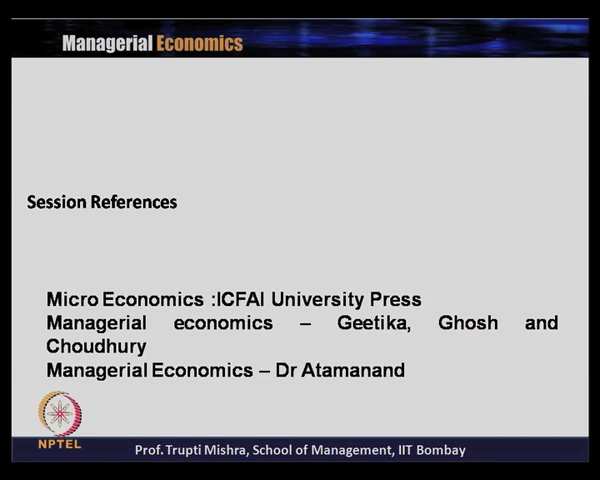 Managerial Economics
Session References
Micro Economics :ICFAI University Press
Managerial economics – Geetika, Ghosh and
Choudhury
Managerial Economics – Dr Atamanand
NPTEL
Prof. Trupti Mishra, School of Management, IIT Bombay